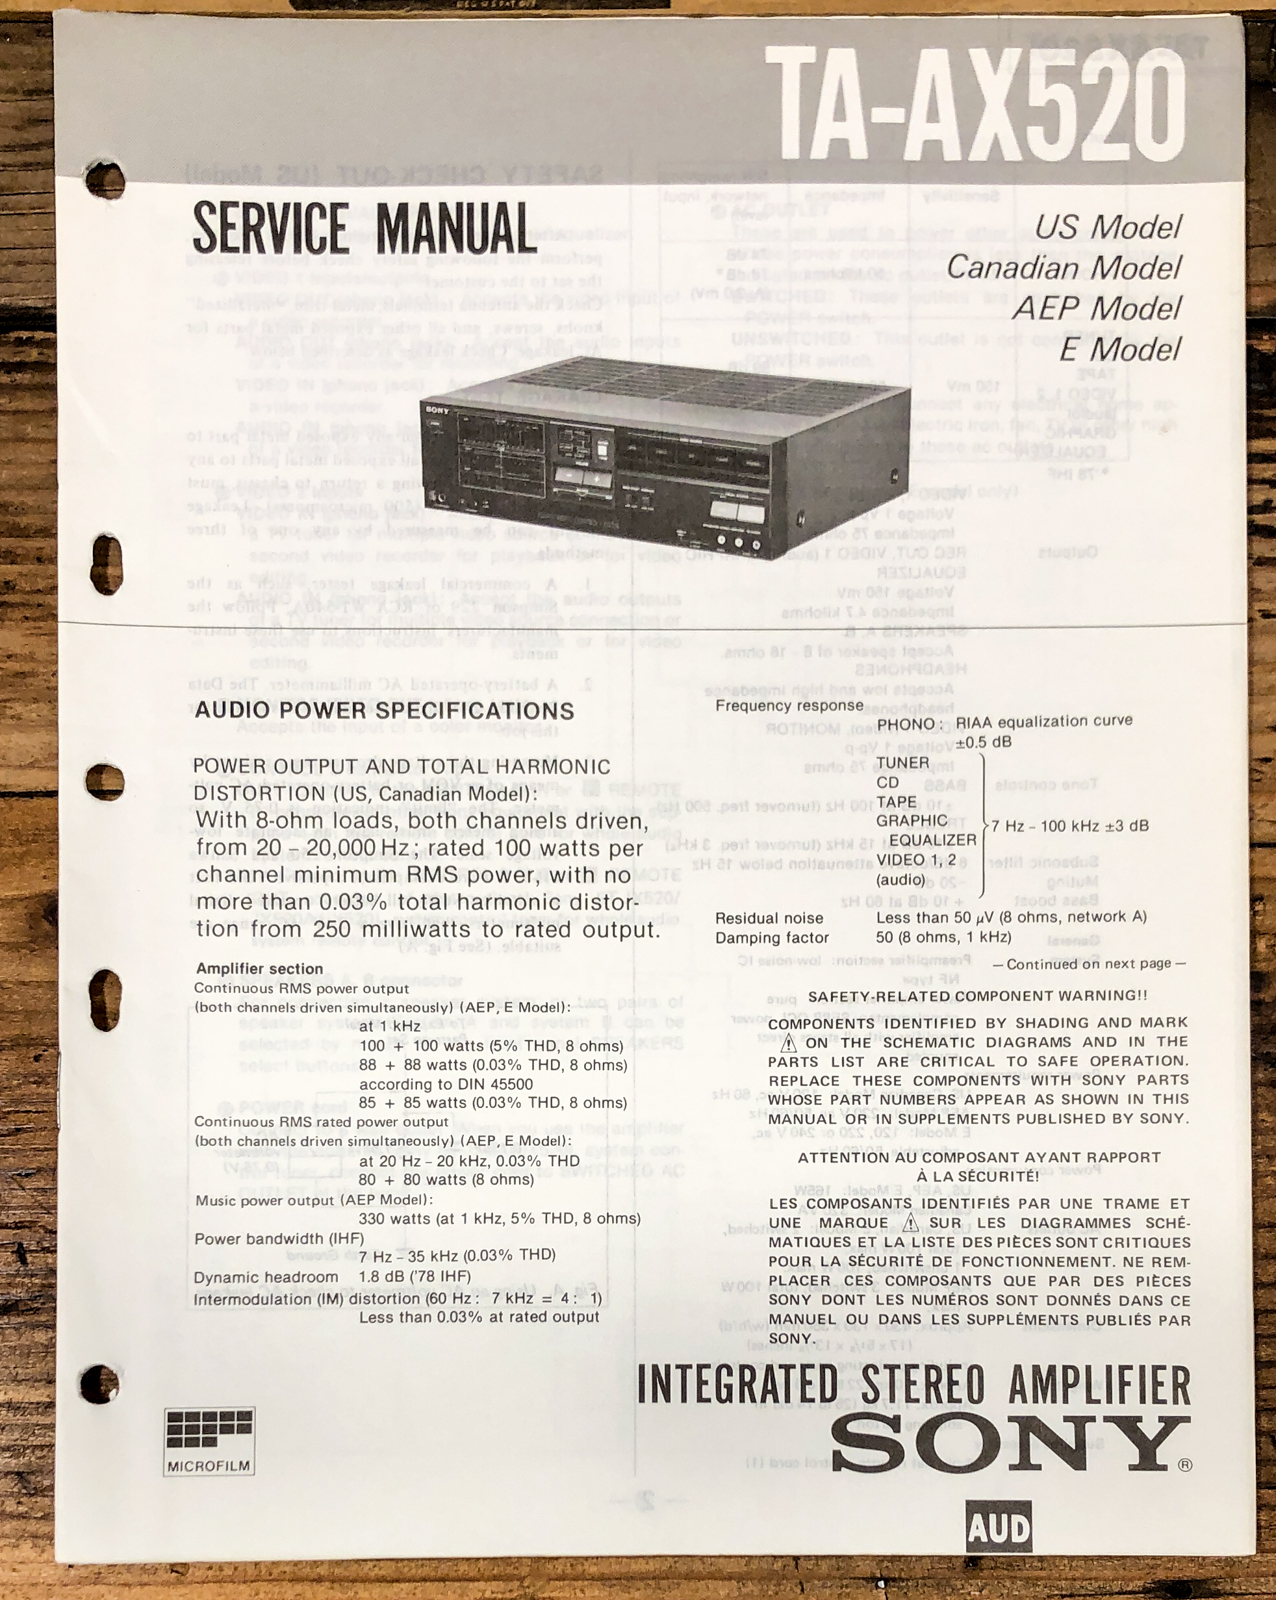 TA-AX520
SERVICE MANUAL
US Model
Canadian Model
AEP Model
E Model
SONY
AUDIO POWER SPECIFICATIONS
POWER OUTPUT AND TOTAL HARMONIC
DISTORTION (US, Canadian Model):
With 8-ohm loads, both channels driven,
from 20 – 20,000 Hz; rated 100 watts per
channel minimum RMS power, with no
more than 0.03% total harmonic distor-
tion from 250 milliwatts to rated output.
Amplifier section
Continuous RMS power output
(both channels driven simultaneously) (AEP, E Model):
at 1 kHz
100 + 100 watts (5% THD, 8 ohms)
88 + 88 watts (0.03% THD, 8 ohms)
according to DIN 45500
85 + 85 watts (0.03% THD, 8 ohms)
Continuous RMS rated power output
(both channels driven simultaneously) (AEP, E Model):
at 20 Hz – 20 kHz, 0.03% THD
80 + 80 watts (8 ohms)
Music power output (AEP Model):
330 watts (at 1 kHz, 5% THD, 8 ohms)
Power bandwidth (IHF)
7 Hz – 35 kHz (0.03% THD)
Dynamic headroom 1.8 dB ('78 IHF)
Intermodulation (IM) distortion (60 Hz : 7 kHz = 4 : 1)
Less than 0.03% at rated output
Frequency response
PHONO : RIAA equalization curve
±0.5 dB
TUNER
CD
TAPE
GRAPHIC
EQUALIZER
VIDEO 1, 2
(audio)
7 Hz – 100 kHz ±3 dB
Residual noise Less than 50 μV (8 ohms, network A)
Damping factor 50 (8 ohms, 1 kHz)
— Continued on next page —
SAFETY-RELATED COMPONENT WARNING!!
COMPONENTS IDENTIFIED BY SHADING AND MARK
⚠ ON THE SCHEMATIC DIAGRAMS AND IN THE
PARTS LIST ARE CRITICAL TO SAFE OPERATION.
REPLACE THESE COMPONENTS WITH SONY PARTS
WHOSE PART NUMBERS APPEAR AS SHOWN IN THIS
MANUAL OR IN SUPPLEMENTS PUBLISHED BY SONY.
ATTENTION AU COMPOSANT AYANT RAPPORT
À LA SÉCURITÉ!
LES COMPOSANTS IDENTIFIÉS PAR UNE TRAME ET
UNE MARQUE ⚠ SUR LES DIAGRAMMES SCHÉ-
MATIQUES ET LA LISTE DES PIÈCES SONT CRITIQUES
POUR LA SÉCURITÉ DE FONCTIONNEMENT. NE REM-
PLACER CES COMPOSANTS QUE PAR DES PIÈCES
SONY DONT LES NUMÉROS SONT DONNÉS DANS CE
MANUEL OU DANS LES SUPPLÉMENTS PUBLIÉS PAR
SONY.
INTEGRATED STEREO AMPLIFIER
SONY®
MICROFILM
AUD